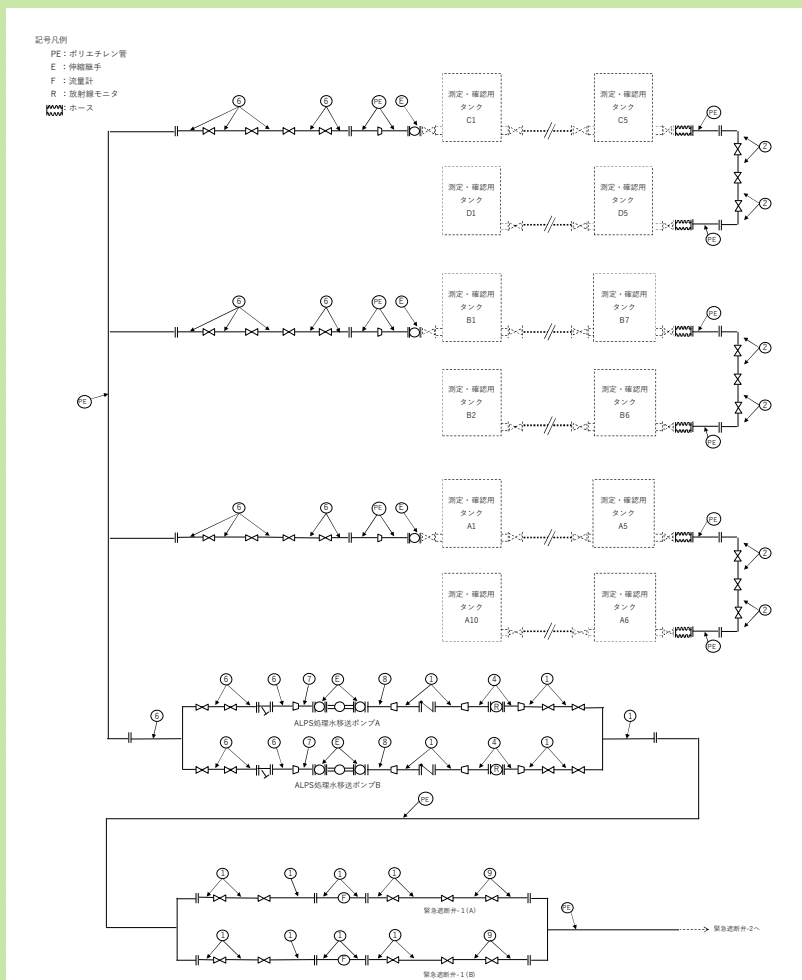 記号凡例
PE：ポリエチレン管
E ：伸縮継手
F ：流量計
R ：放射線モニタ
：ホース
6 6 PE E
測定・確認用
タンク
C1
測定・確認用
タンク
C5
PE
2
測定・確認用
タンク
D1
測定・確認用
タンク
D5
2
PE
6 6 PE E
測定・確認用
タンク
B1
測定・確認用
タンク
B7
PE
2
PE
測定・確認用
タンク
B2
測定・確認用
タンク
B6
2
PE
6 6 PE E
測定・確認用
タンク
A1
測定・確認用
タンク
A5
PE
2
測定・確認用
タンク
A10
測定・確認用
タンク
A6
2
PE
6 6 7 E 8 1 4 1
R
ALPS処理水移送ポンプA
6 1
6 6 7 E 8 1 4 1
R
ALPS処理水移送ポンプB
PE
1 1 1 1 9
F
緊急遮断弁-1(A)
PE
緊急遮断弁-2へ
1 1 1 1 9
F
緊急遮断弁-1(B)